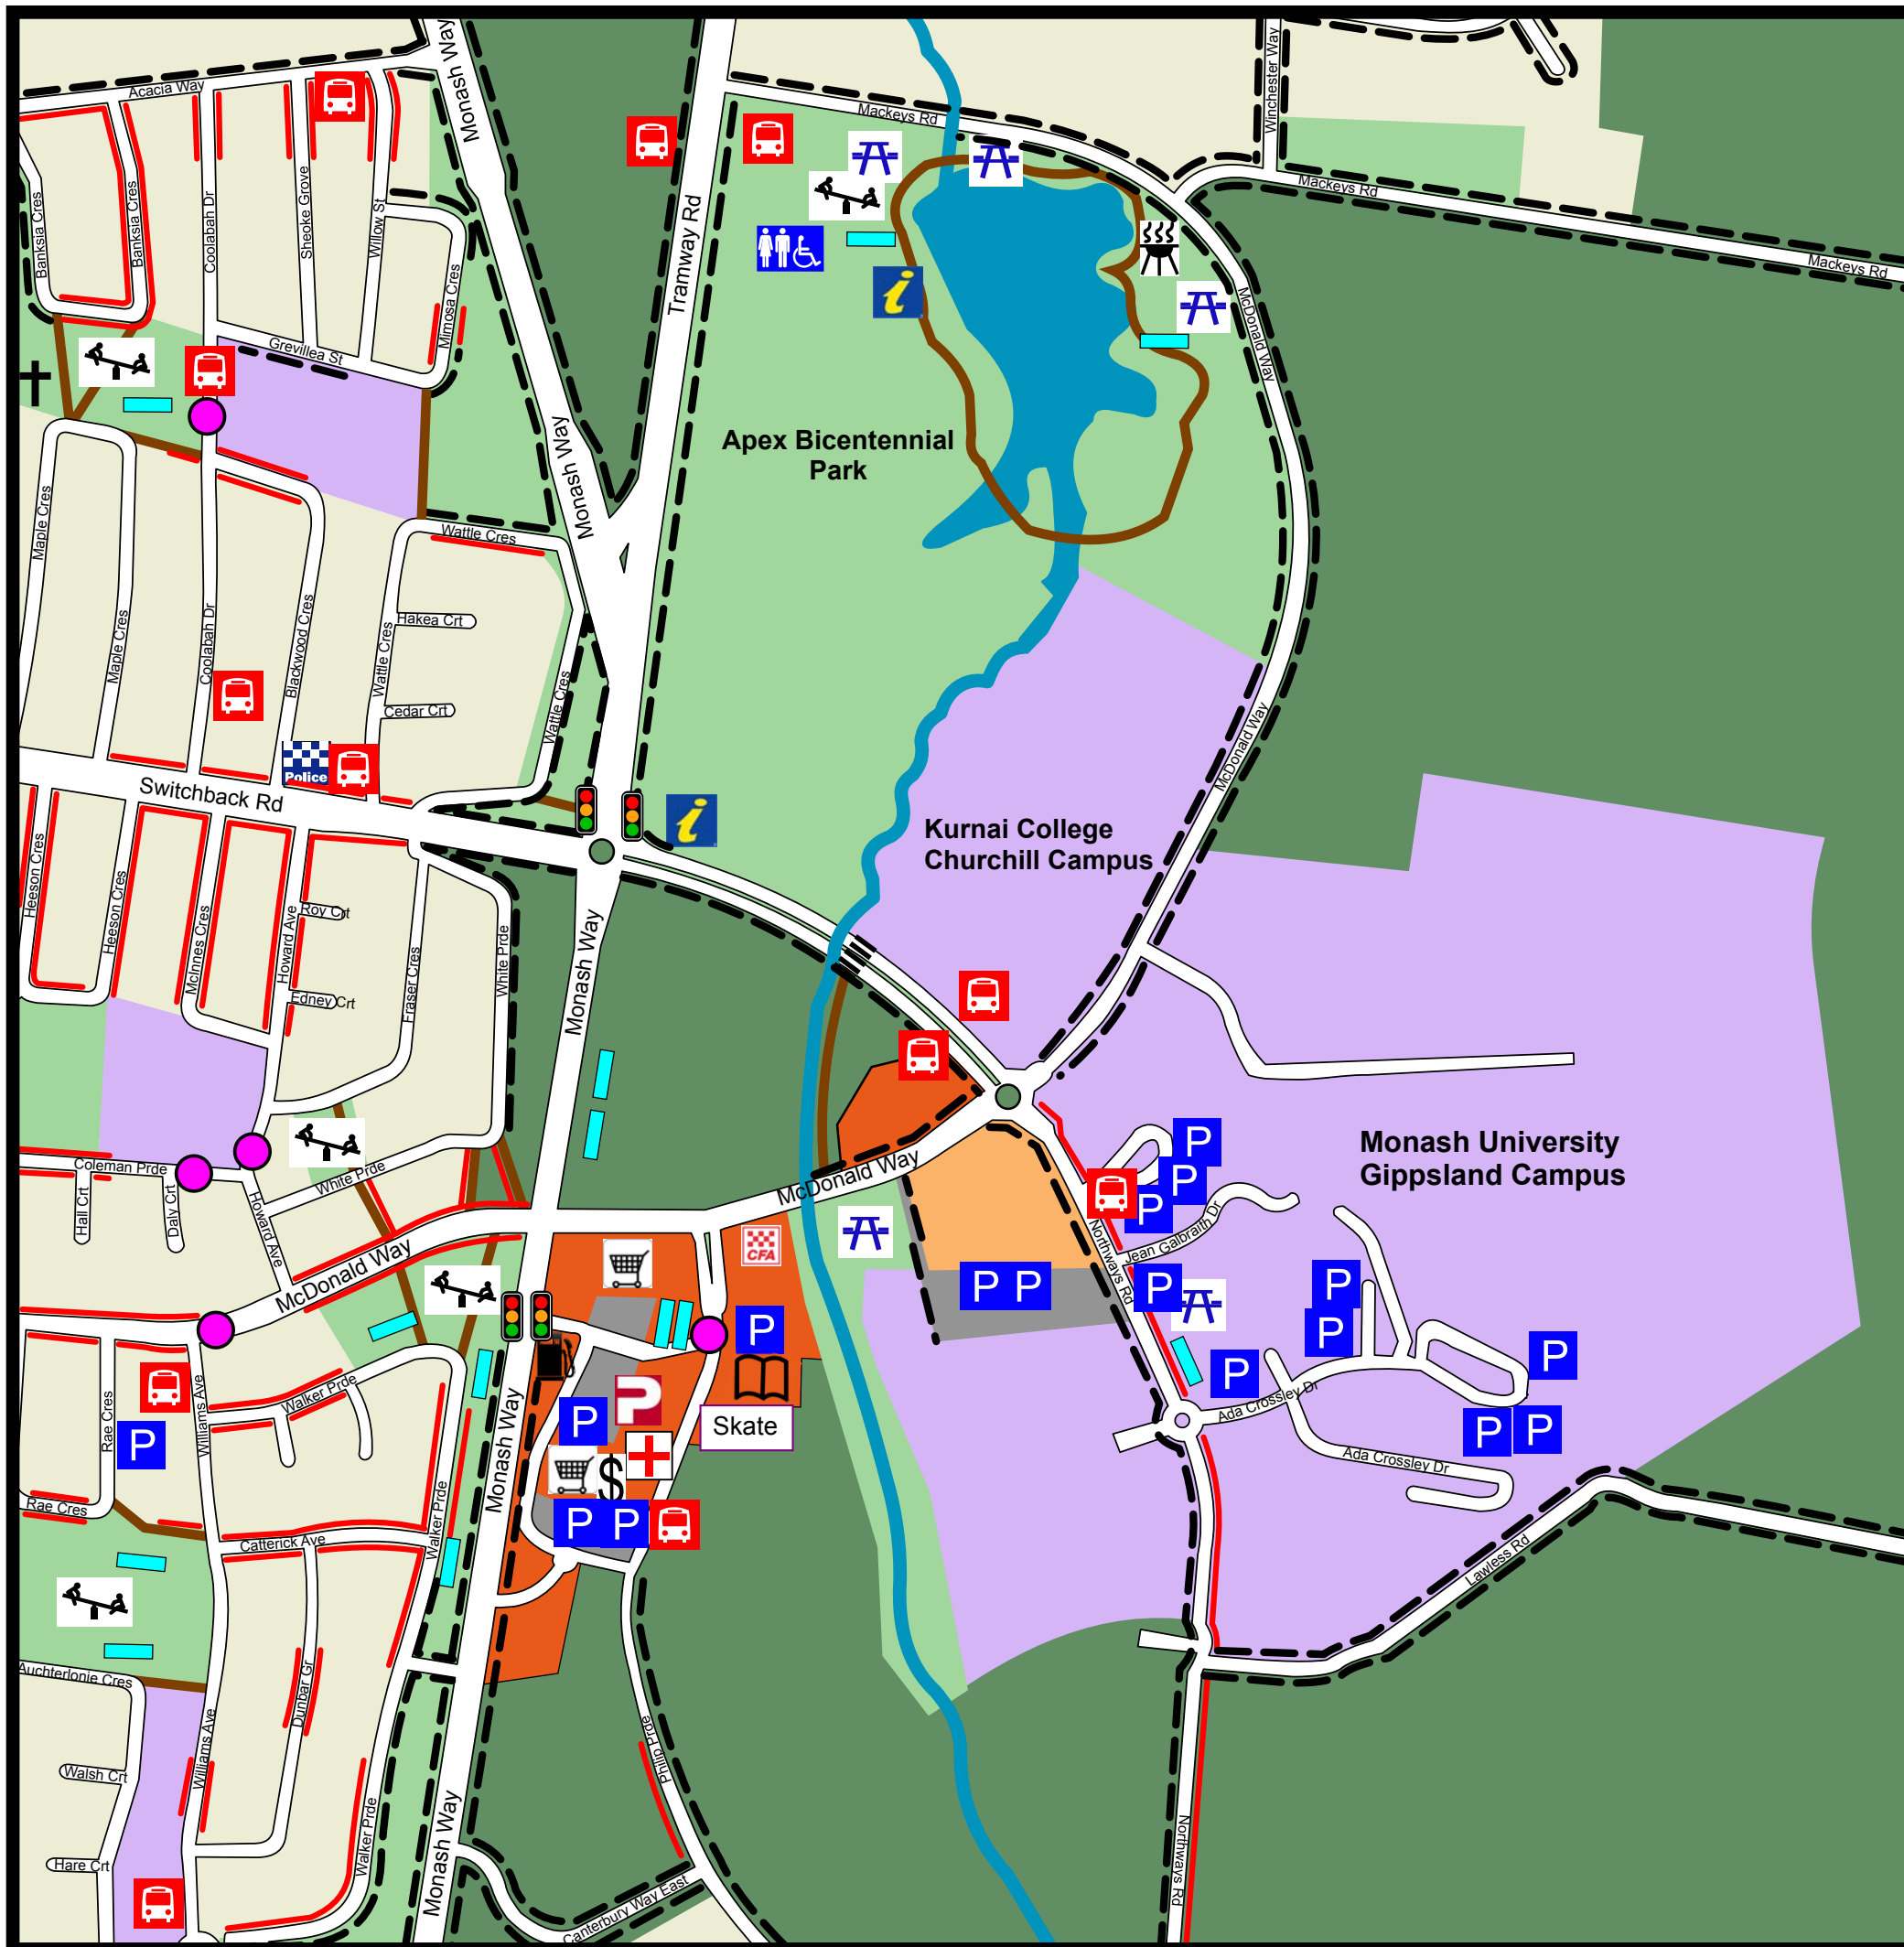 Monash Way
Acacia Way
Monash Way
Mackeys Rd
Winchester Way
Mackeys Rd
Mackeys Rd
Banksia Cres
Banksia Cres
Coolabah Dr
Sheoke Grove
Willow St
Mimosa Cres
Tramway Rd
i
McDonald Way
Grevillea St
Monash Way
Monash Way
Apex Bicentennial
Park
Maple Cres
Wattle Cres
Maple Cres
Coolabah Dr
Blackwood Cres
Wattle Cres
Hakea Crt
Cedar Crt
Wattle Cres
McDonald Way
Police
Switchback Rd
i
Kurnai College
Churchill Campus
Heeson Cres
Heeson Cres
McInnes Cres
Howard Ave
Roy Crt
Edney Crt
Fraser Cres
White Prde
Monash Way
Monash University
Gippsland Campus
P
P
P
Coleman Prde
Hall Crt
Daly Crt
Howard Ave
White Prde
McDonald Way
McDonald Way
Jean Galbraith Dr
Northways Rd
CFA
P
P
P
P
P
P
P
P
P
P
P
P
Skate
Rae Cres
P
Williams Ave
Walker Prde
Monash Way
$
P
P
Ada Crossley Dr
Ada Crossley Dr
Rae Cres
Catterick Ave
Walker Prde
Lawless Rd
Auchterlonie Cres
Dunbar Gr
Williams Ave
Walsh Crt
Hare Crt
Walker Prde
Monash Way
Philip Prde
Canterbury Way East
Northways Rd